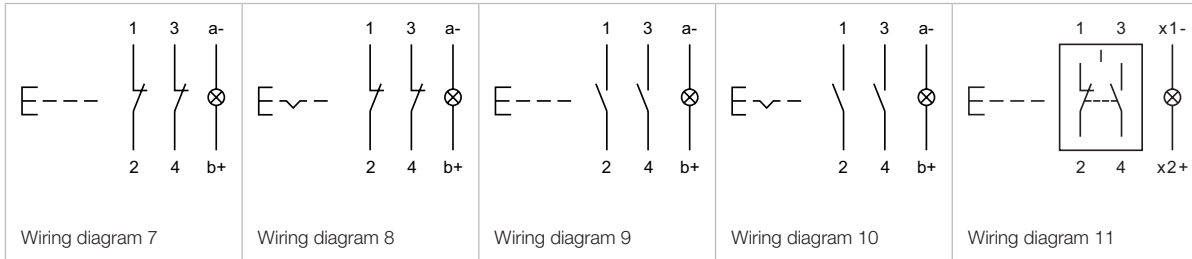 1 3 a-
2 4 b+
Wiring diagram 7
1 3 a-
2 4 b+
Wiring diagram 8
1 3 a-
2 4 b+
Wiring diagram 9
1 3 a-
2 4 b+
Wiring diagram 10
1 3 x1-
2 4 x2+
Wiring diagram 11